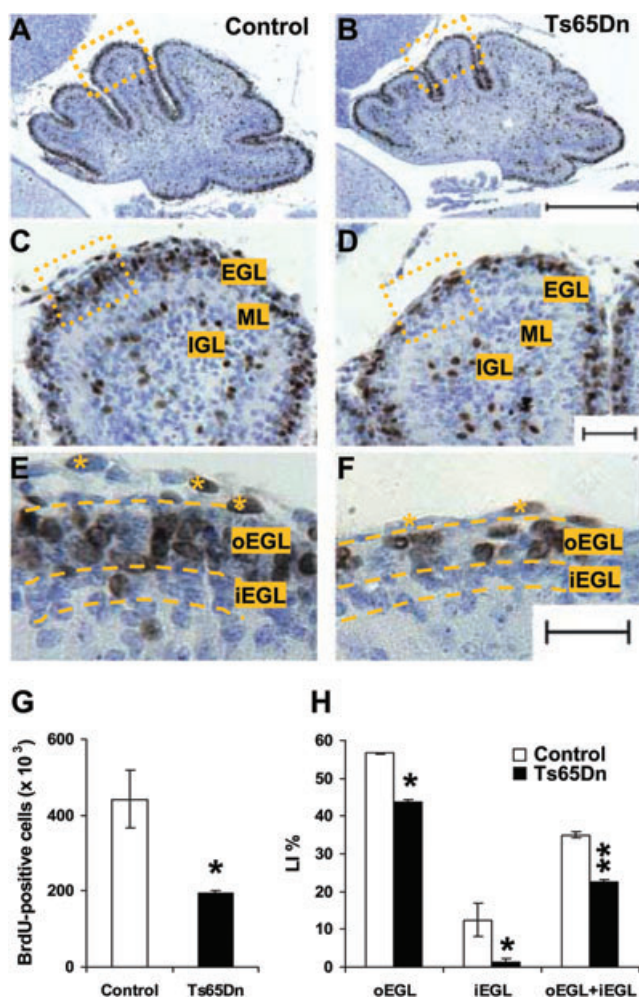 A Control
B Ts65Dn
C EGL ML IGL
D EGL ML IGL
E * * * oEGL iEGL
F * * oEGL iEGL
G
BrdU-positive cells (x 10³)
600
400
200
0
*
Control Ts65Dn
H
LI %
60
50
40
30
20
10
0
Control
Ts65Dn
* * **
oEGL iEGL oEGL+iEGL